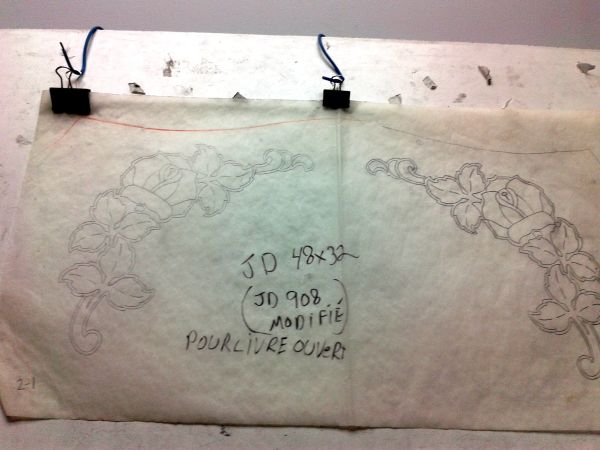 JD 48x32
(JD 908
MODIFIÉ)
POUR LIVRE OUVERT
2-1